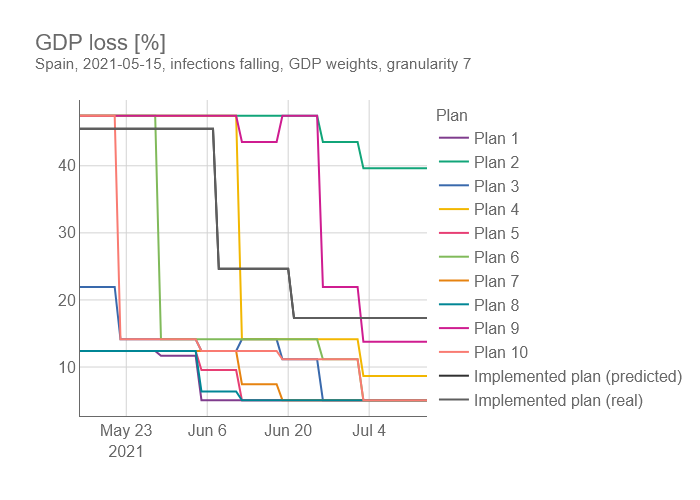 GDP loss [%]
Spain, 2021-05-15, infections falling, GDP weights, granularity 7
Plan
Plan 1
Plan 2
Plan 3
Plan 4
Plan 5
Plan 6
Plan 7
Plan 8
Plan 9
Plan 10
Implemented plan (predicted)
Implemented plan (real)
40
30
20
10
May 23 Jun 6 Jun 20 Jul 4
2021